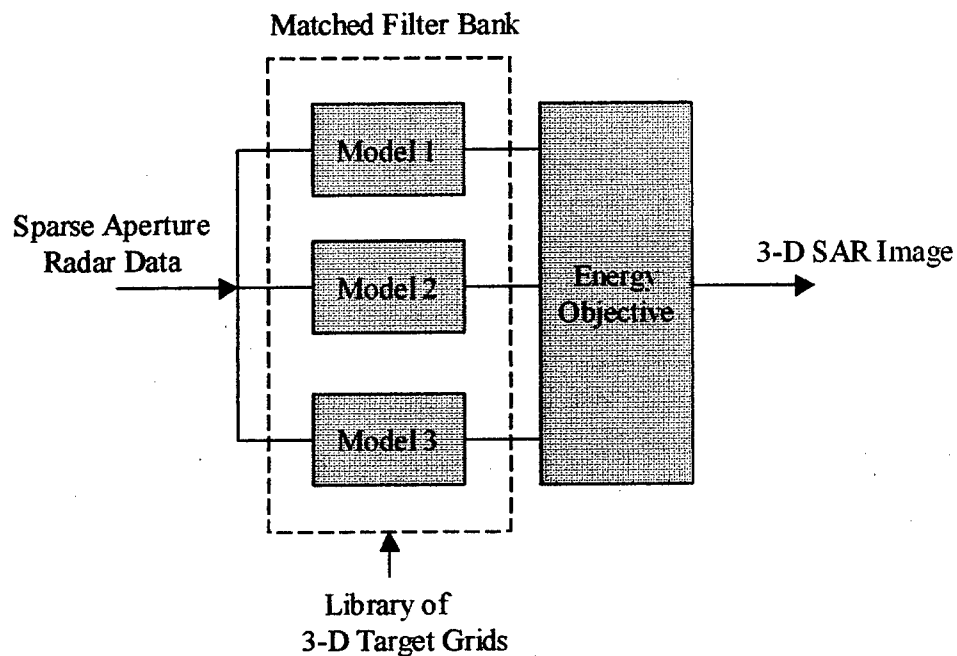 Matched Filter Bank
Model 1
Sparse Aperture
Radar Data
Model 2
Energy
Objective
3-D SAR Image
Model 3
Library of
3-D Target Grids